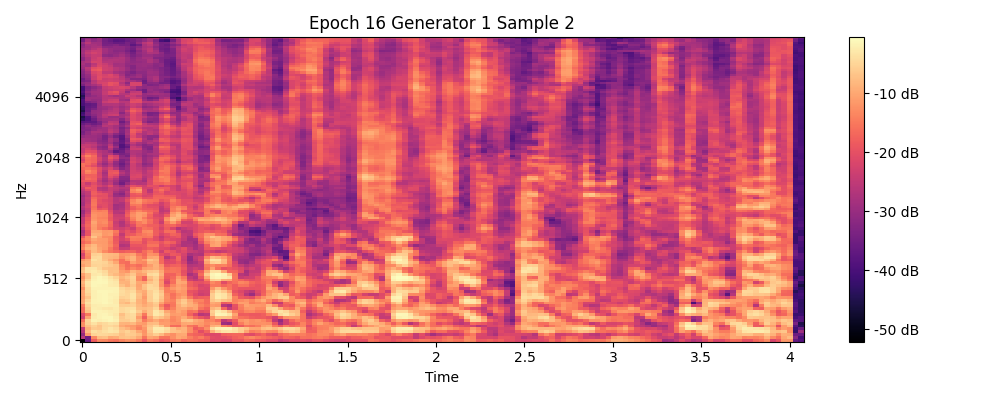 Epoch 16 Generator 1 Sample 2
Hz
4096
2048
1024
512
0
0 0.5 1 1.5 2 2.5 3 3.5 4
Time
-10 dB
-20 dB
-30 dB
-40 dB
-50 dB